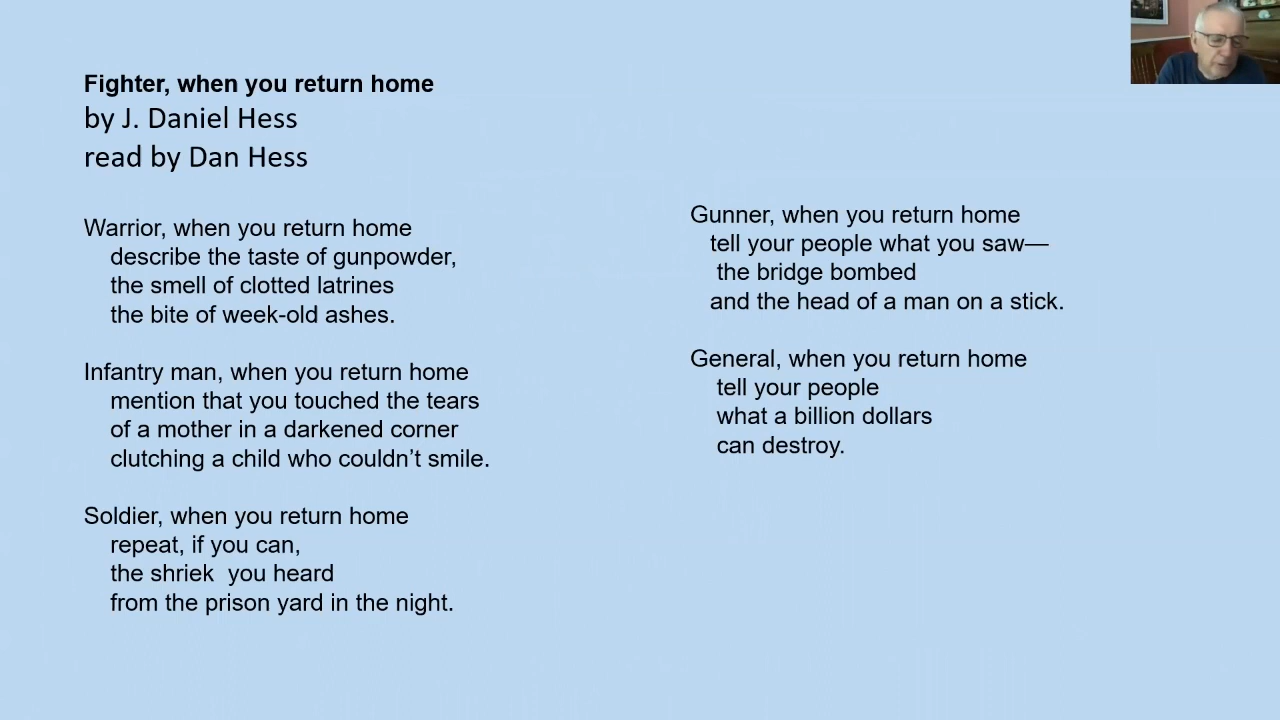 Fighter, when you return home
by J. Daniel Hess
read by Dan Hess
Warrior, when you return home
describe the taste of gunpowder,
the smell of clotted latrines
the bite of week-old ashes.
Infantry man, when you return home
mention that you touched the tears
of a mother in a darkened corner
clutching a child who couldn’t smile.
Soldier, when you return home
repeat, if you can,
the shriek  you heard
from the prison yard in the night.
Gunner, when you return home
tell your people what you saw—
the bridge bombed
and the head of a man on a stick.
General, when you return home
tell your people
what a billion dollars
can destroy.